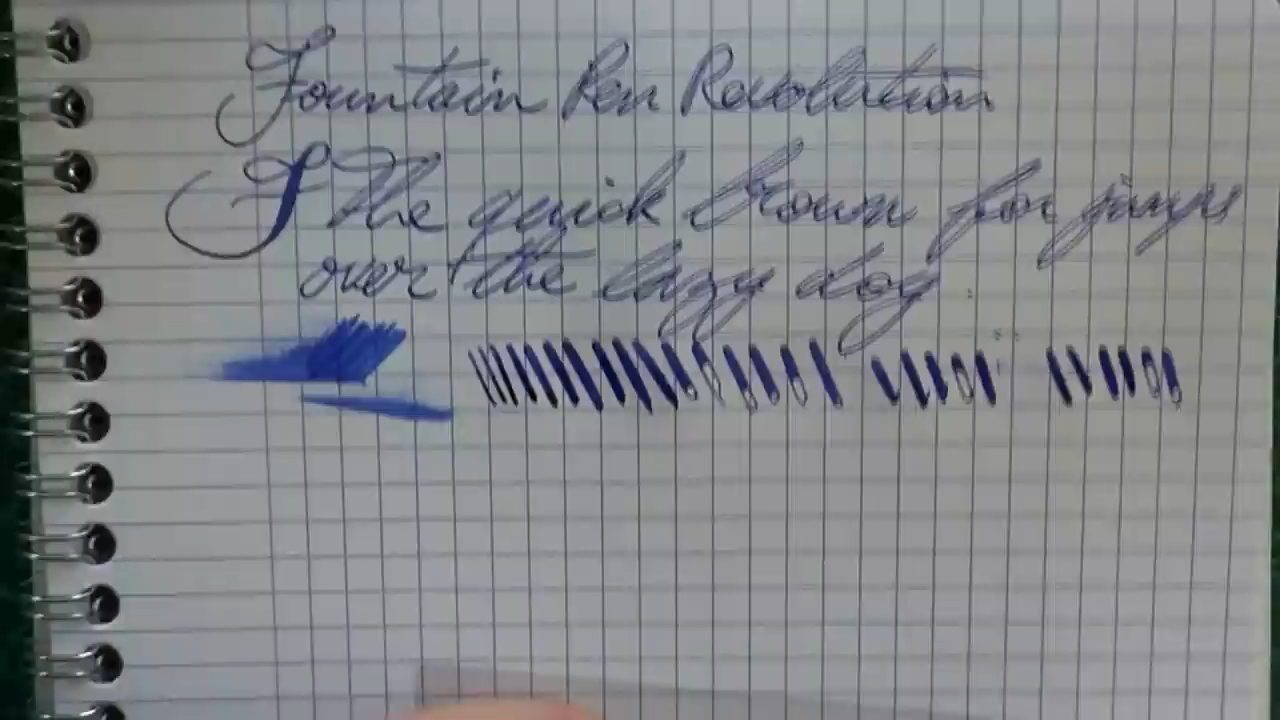 Fountain Pen Revolution
T The quick brown fox jumps
over the lazy dog